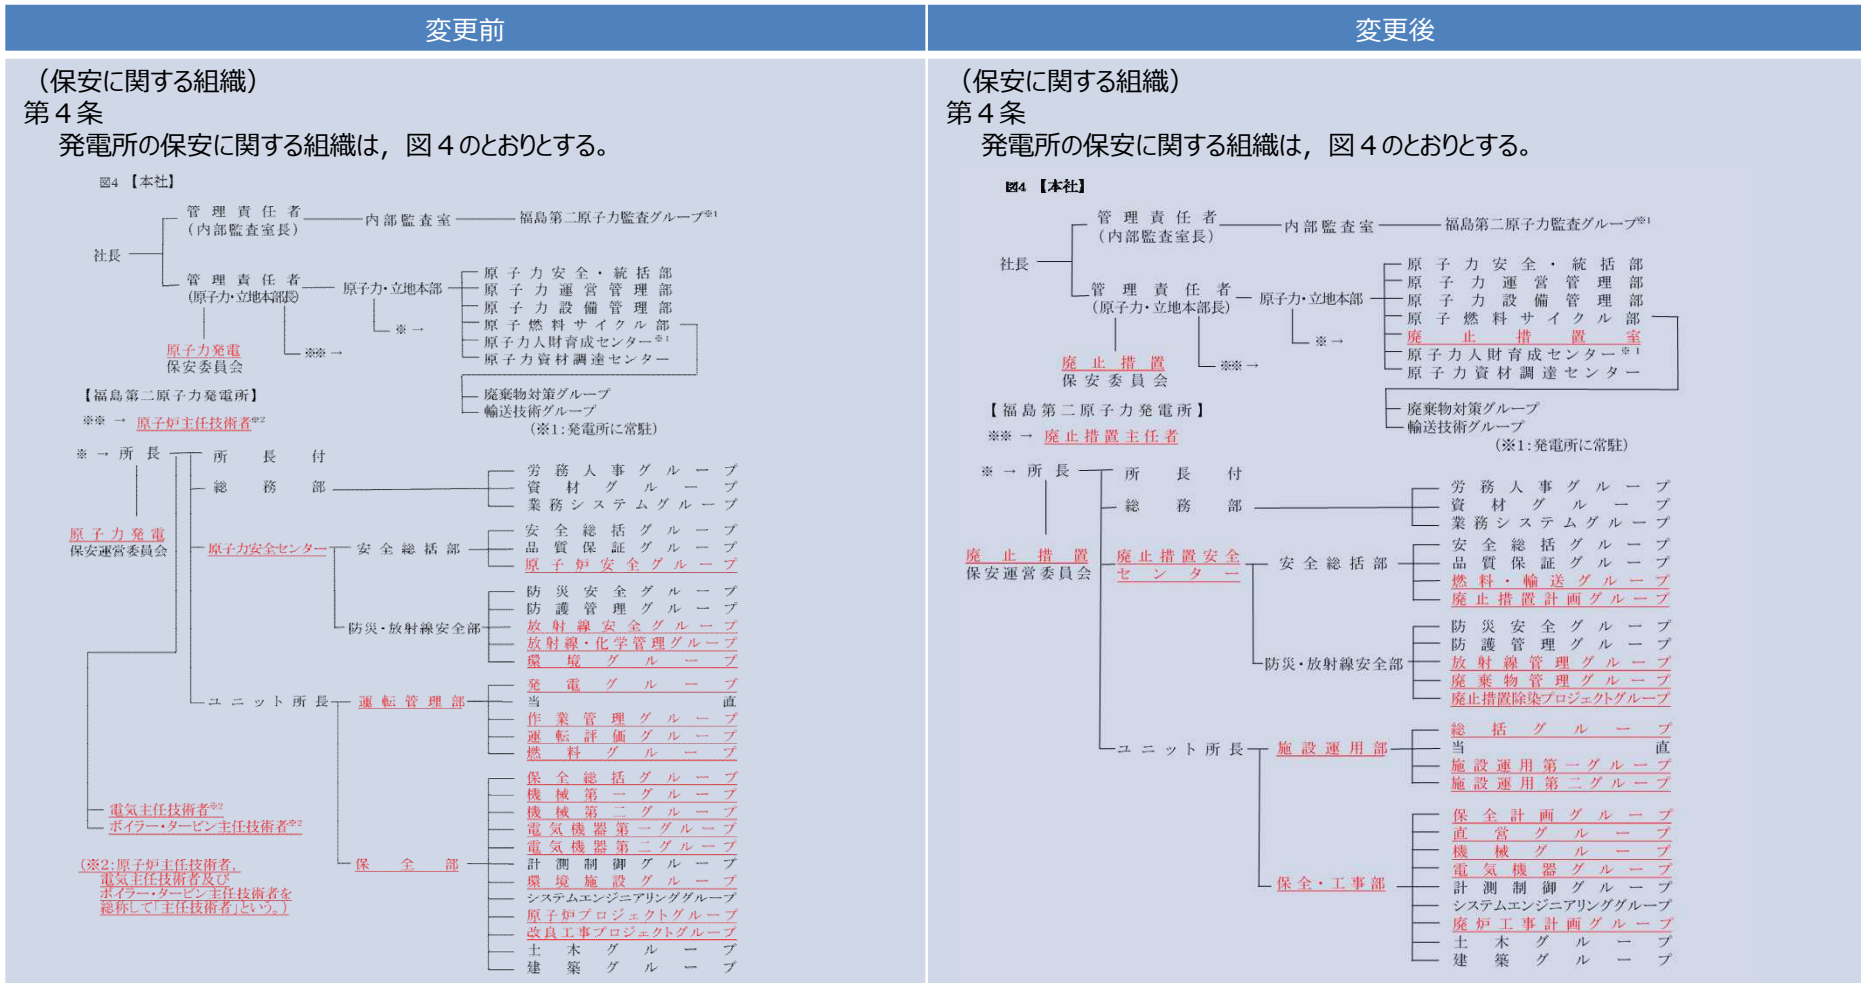 変更前
（保安に関する組織）
第４条
発電所の保安に関する組織は，図４のとおりとする。
図4 【本社】
社長
管理責任者
（内部監査室長）
内部監査室
福島第二原子力監査グループ※1
管理責任者
（原子力・立地本部長）
原子力・立地本部
原子力安全・統括部
原子力運営管理部
原子力設備管理部
原子燃料サイクル部
原子力人財育成センター※1
原子力資材調達センター
※→
※※→
原子力発電
保安委員会
廃棄物対策グループ
輸送技術グループ
（※1：発電所に常駐）
【福島第二原子力発電所】
※※ → 原子炉主任技術者※2
※ → 所長
所長付
総務部
労務人事グループ
資材グループ
業務システムグループ
原子力発電
保安運営委員会
原子力安全センター
安全総括部
安全総括グループ
品質保証グループ
原子炉安全グループ
防災・放射線安全部
防災安全グループ
防護管理グループ
放射線安全グループ
放射線・化学管理グループ
環境グループ
ユニット所長
運転管理部
発電グループ
当直
作業管理グループ
運転評価グループ
燃料グループ
保全部
保全総括グループ
機械第一グループ
機械第二グループ
電気機器第一グループ
電気機器第二グループ
計測制御グループ
環境施設グループ
システムエンジニアリンググループ
原子炉プロジェクトグループ
改良工事プロジェクトグループ
土木グループ
建築グループ
電気主任技術者※2
ボイラー・タービン主任技術者※2
（※2：原子炉主任技術者，
電気主任技術者及び
ボイラー・タービン主任技術者を
総称して「主任技術者」という。）
変更後
（保安に関する組織）
第４条
発電所の保安に関する組織は，図４のとおりとする。
図4 【本社】
社長
管理責任者
（内部監査室長）
内部監査室
福島第二原子力監査グループ※1
管理責任者
（原子力・立地本部長）
原子力・立地本部
原子力安全・統括部
原子力運営管理部
原子力設備管理部
原子燃料サイクル部
廃止措置室
原子力人財育成センター※1
原子力資材調達センター
※→
※※→
廃止措置
保安委員会
廃棄物対策グループ
輸送技術グループ
（※1：発電所に常駐）
【福島第二原子力発電所】
※※ → 廃止措置主任者
※ → 所長
所長付
総務部
労務人事グループ
資材グループ
業務システムグループ
廃止措置
保安運営委員会
廃止措置安全
センター
安全総括部
安全総括グループ
品質保証グループ
燃料・輸送グループ
廃止措置計画グループ
防災・放射線安全部
防災安全グループ
防護管理グループ
放射線管理グループ
廃棄物管理グループ
廃止措置除染プロジェクトグループ
ユニット所長
施設運用部
総括グループ
当直
施設運用第一グループ
施設運用第二グループ
保全・工事部
保全計画グループ
直営グループ
機械グループ
電気機器グループ
計測制御グループ
システムエンジニアリンググループ
廃炉工事計画グループ
土木グループ
建築グループ